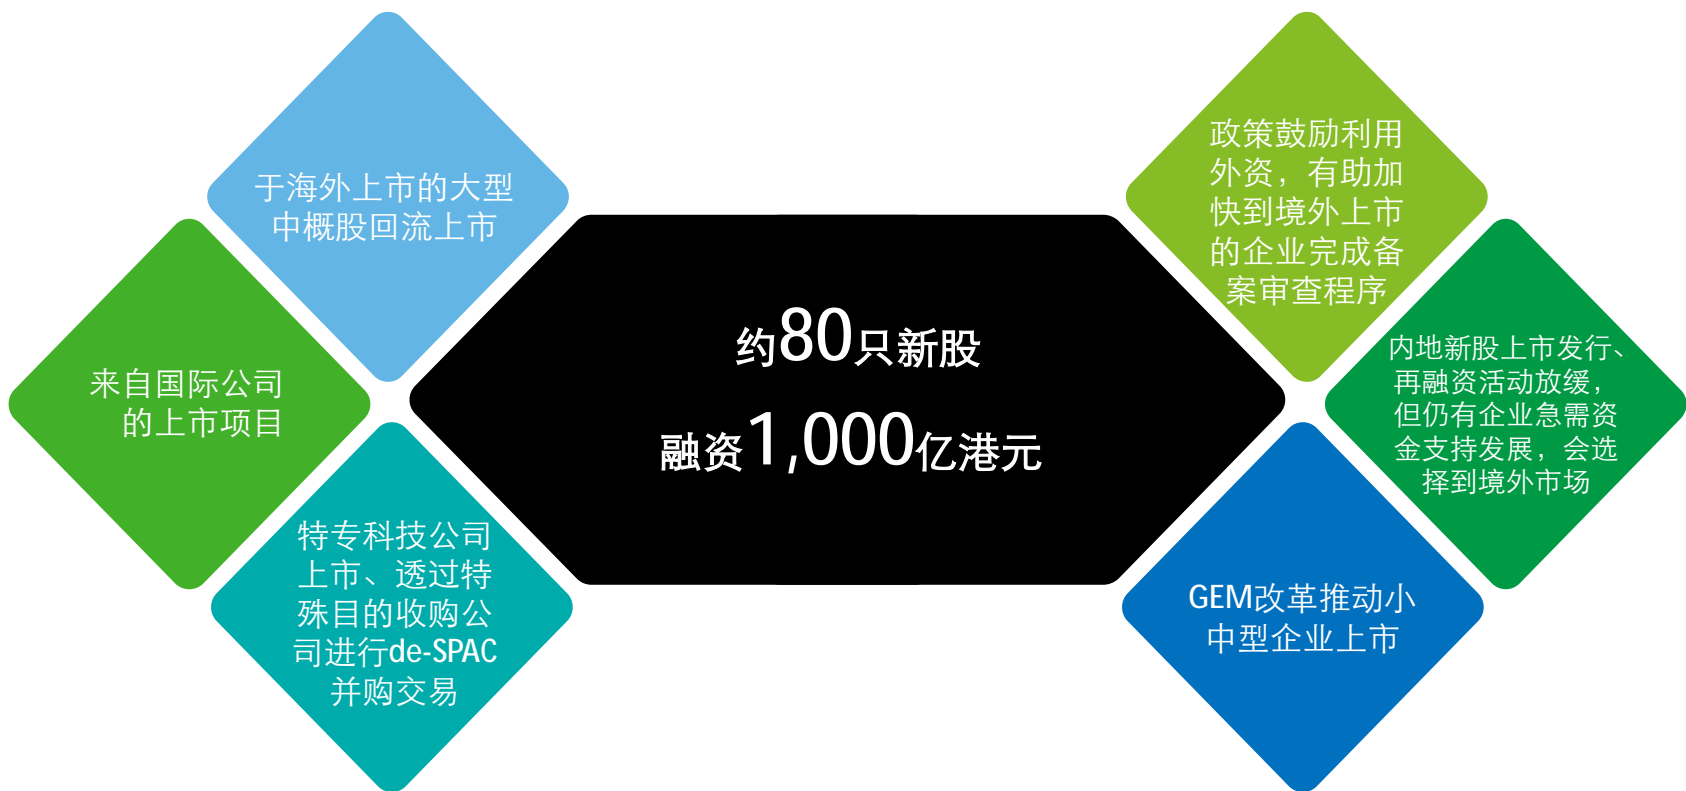 于海外上市的大型
中概股回流上市
来自国际公司
的上市项目
特专科技公司
上市、透过特
殊目的收购公
司进行de-SPAC
并购交易
约80只新股
融资1,000亿港元
政策鼓励利用
外资，有助加
快到境外上市
的企业完成备
案审查程序
内地新股上市发行、
再融资活动放缓，
但仍有企业急需资
金支持发展，会选
择到境外市场
GEM改革推动小
中型企业上市